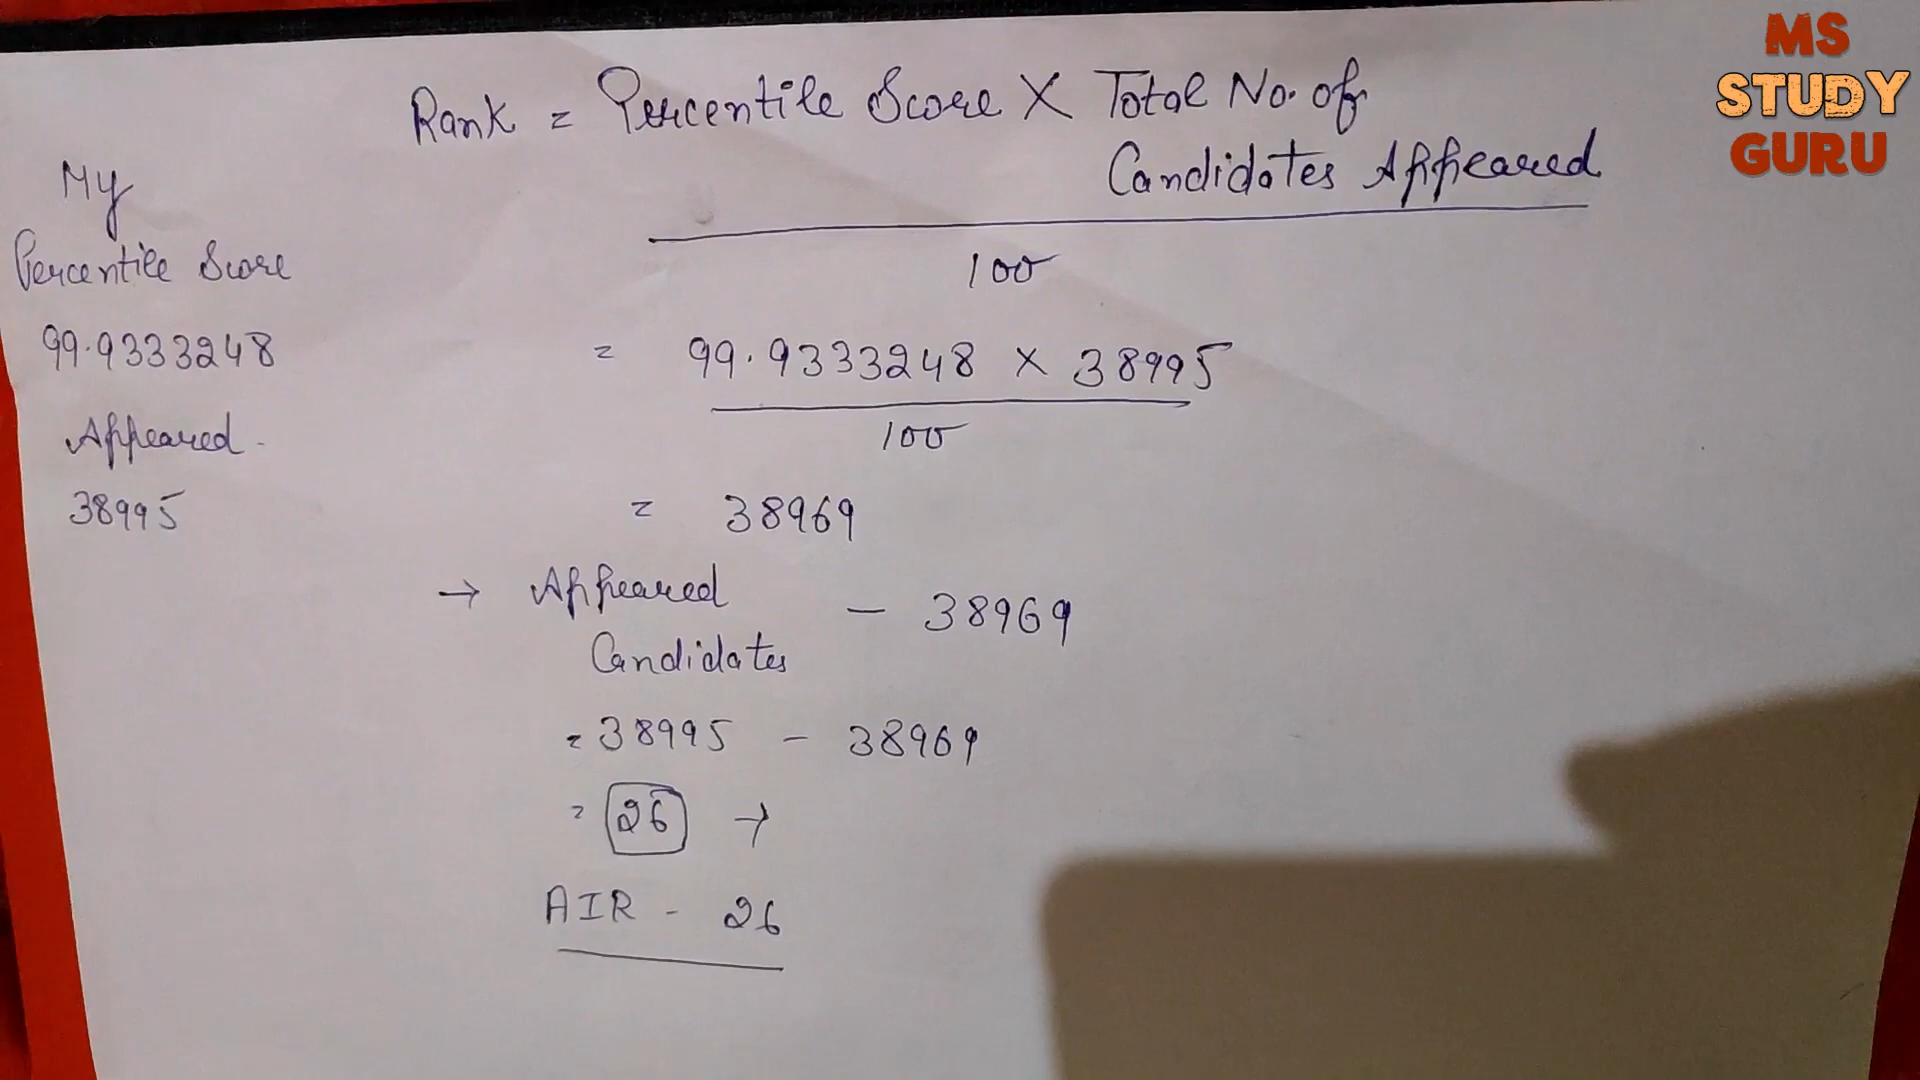 MS
STUDY
GURU
Rank = Percentile Score X Total No. of
Candidates Appeared
100
My
Percentile Score
99.9333248
Appeared -
38995
= 99.9333248 X 38995
100
= 38969
→ Appeared
Candidates - 38969
= 38995 - 38969
= 26 →
AIR - 26